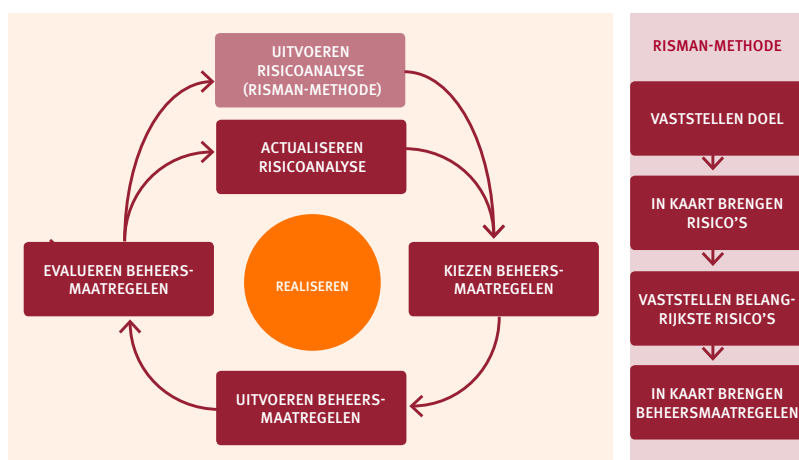 UITVOEREN
RISICOANALYSE
(RISMAN-METHODE)
ACTUALISEREN
RISICOANALYSE
EVALUEREN BEHEERS-
MAATREGELEN
REALISEREN
KIEZEN BEHEERS-
MAATREGELEN
UITVOEREN BEHEERS-
MAATREGELEN
RISMAN-METHODE
VASTSTELLEN DOEL
IN KAART BRENGEN
RISICO'S
VASTSTELLEN BELANG-
RIJKSTE RISICO'S
IN KAART BRENGEN
BEHEERSMAATREGELEN